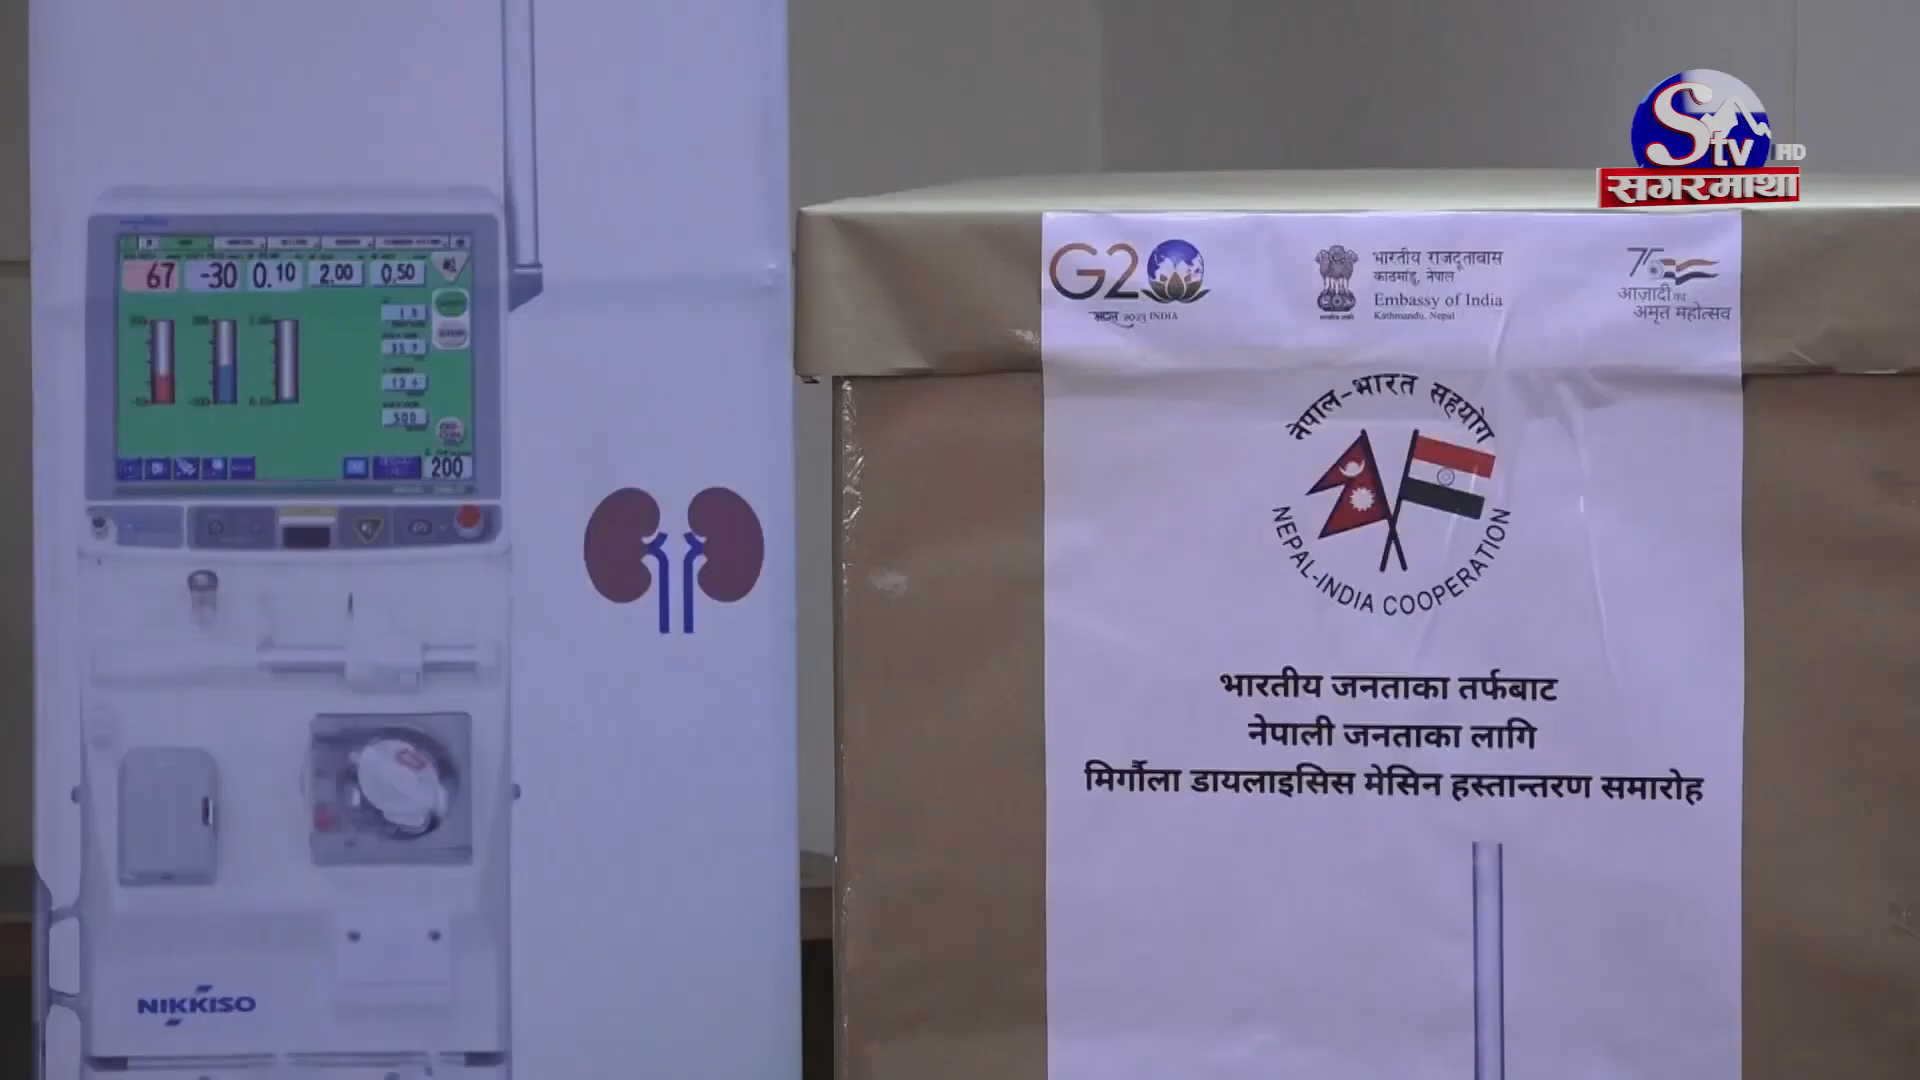 S tv HD
सगरमाथा
67 -30 0.10 2.00 0.50
200
NIKKISO
G20
2023 INDIA
भारतीय राजदूतावास
काठमांडू, नेपाल
Embassy of India
Kathmandu, Nepal
75
आज़ादी का
अमृत महोत्सव
नेपाल-भारत सहयोग
NEPAL-INDIA COOPERATION
भारतीय जनताका तर्फबाट
नेपाली जनताका लागि
मिर्गौला डायलाइसिस मेसिन हस्तान्तरण समारोह